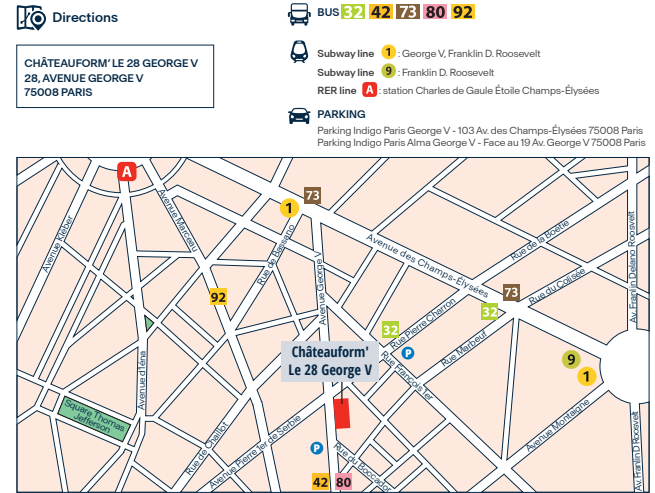 Directions
CHÂTEAUFORM' LE 28 GEORGE V
28, AVENUE GEORGE V
75008 PARIS
BUS 32 42 73 80 92
Subway line 1 : George V, Franklin D. Roosevelt
Subway line 9 : Franklin D. Roosevelt
RER line A : station Charles de Gaule Étoile Champs-Élysées
PARKING
Parking Indigo Paris George V - 103 Av. des Champs-Élysées 75008 Paris
Parking Indigo Paris Alma George V - Face au 19 Av. George V 75008 Paris
A
73
1
Avenue Kléber
Avenue Marceau
Rue de Bassano
Avenue George V
Avenue des Champs-Élysées
Rue de la Boétie
Av. Franklin Delano Roosvelt
92
73
Rue du Colisée
32
32
Rue Pierre Charron
Rue Marbeuf
P
Châteauform'
Le 28 George V
Rue François 1er
9
1
Avenue d'Iéna
Square Thomas
Jefferson
Rue de Chaillot
Avenue Pierre 1er de Serbie
Avenue Montaigne
Av. Franklin D Roosvelt
P
Rue du Boccador
42 80